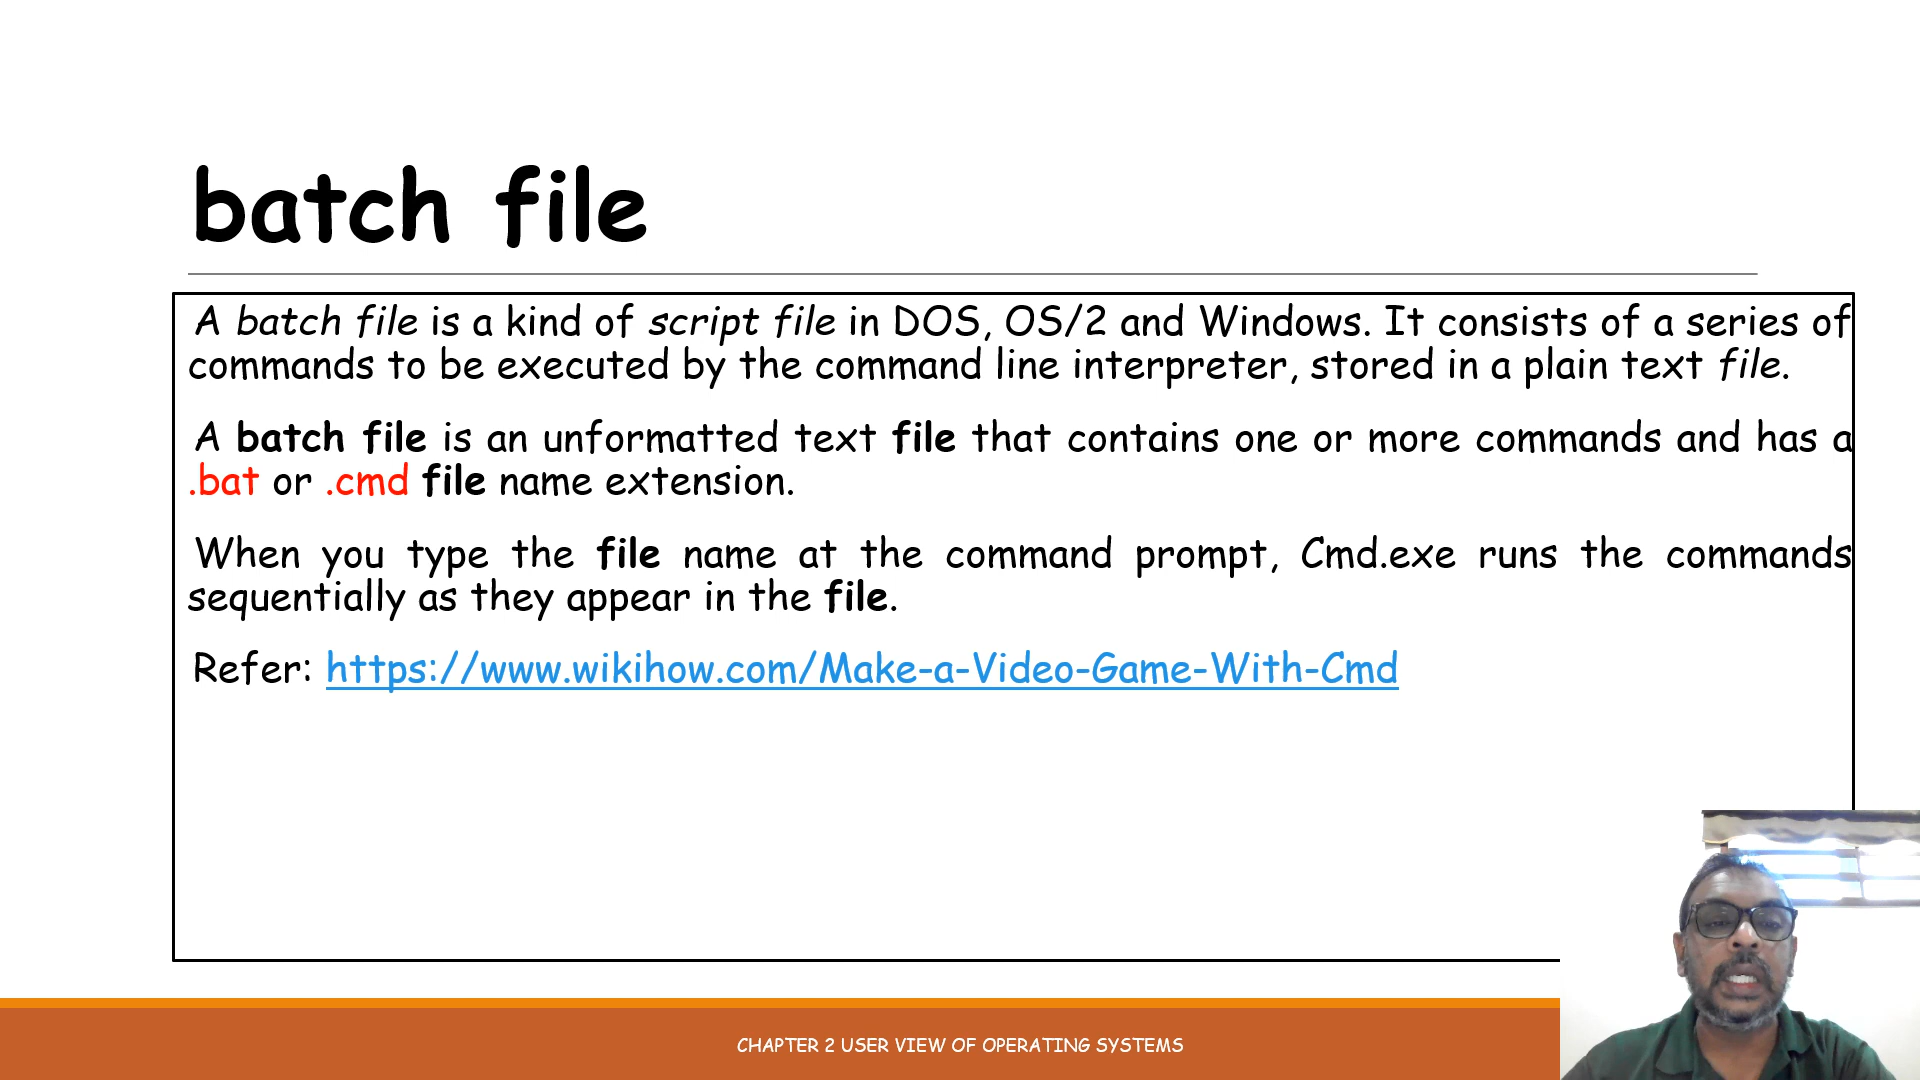 batch file
A batch file is a kind of script file in DOS, OS/2 and Windows. It consists of a series of
commands to be executed by the command line interpreter, stored in a plain text file.
A batch file is an unformatted text file that contains one or more commands and has a
.bat or .cmd file name extension.
When you type the file name at the command prompt, Cmd.exe runs the commands
sequentially as they appear in the file.
Refer: https://www.wikihow.com/Make-a-Video-Game-With-Cmd
CHAPTER 2 USER VIEW OF OPERATING SYSTEMS